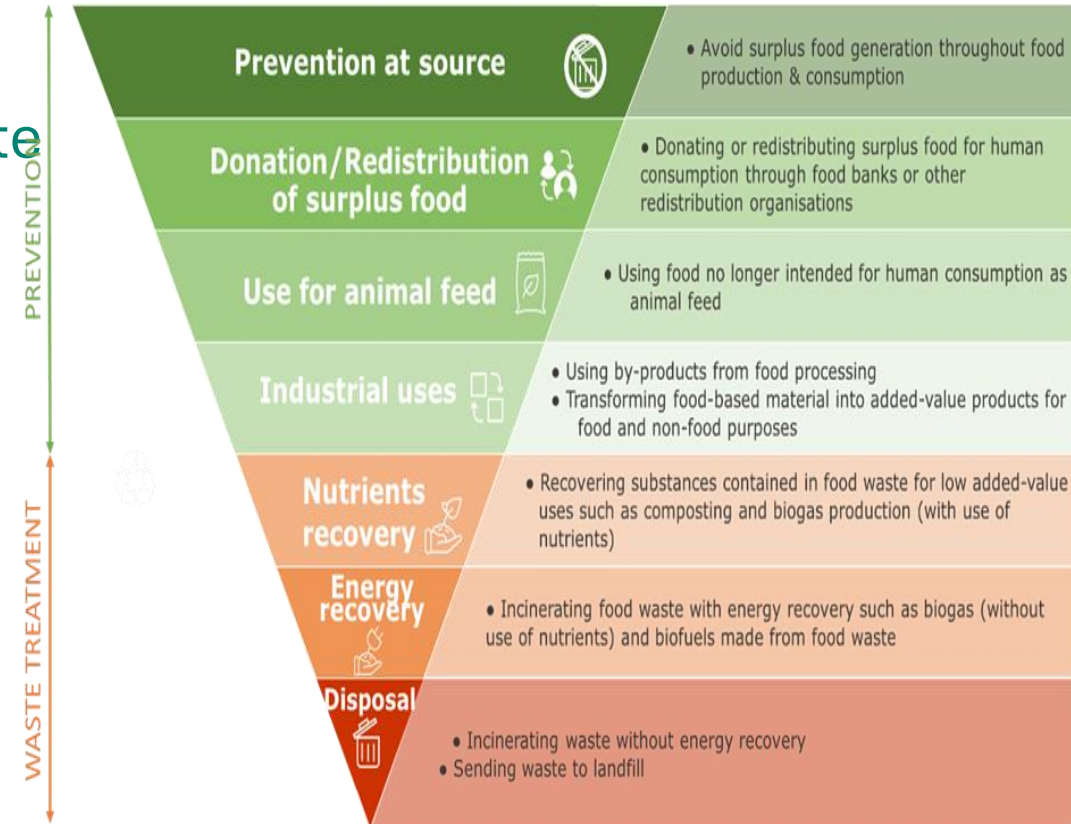 te
PREVENTION
Prevention at source
• Avoid surplus food generation throughout food
production & consumption
Donation/Redistribution
of surplus food
• Donating or redistributing surplus food for human
consumption through food banks or other
redistribution organisations
Use for animal feed
• Using food no longer intended for human consumption as
animal feed
Industrial uses
• Using by-products from food processing
• Transforming food-based material into added-value products for
food and non-food purposes
WASTE TREATMENT
Nutrients
recovery
• Recovering substances contained in food waste for low added-value
uses such as composting and biogas production (with use of
nutrients)
Energy
recovery
• Incinerating food waste with energy recovery such as biogas (without
use of nutrients) and biofuels made from food waste
Disposal
• Incinerating waste without energy recovery
• Sending waste to landfill